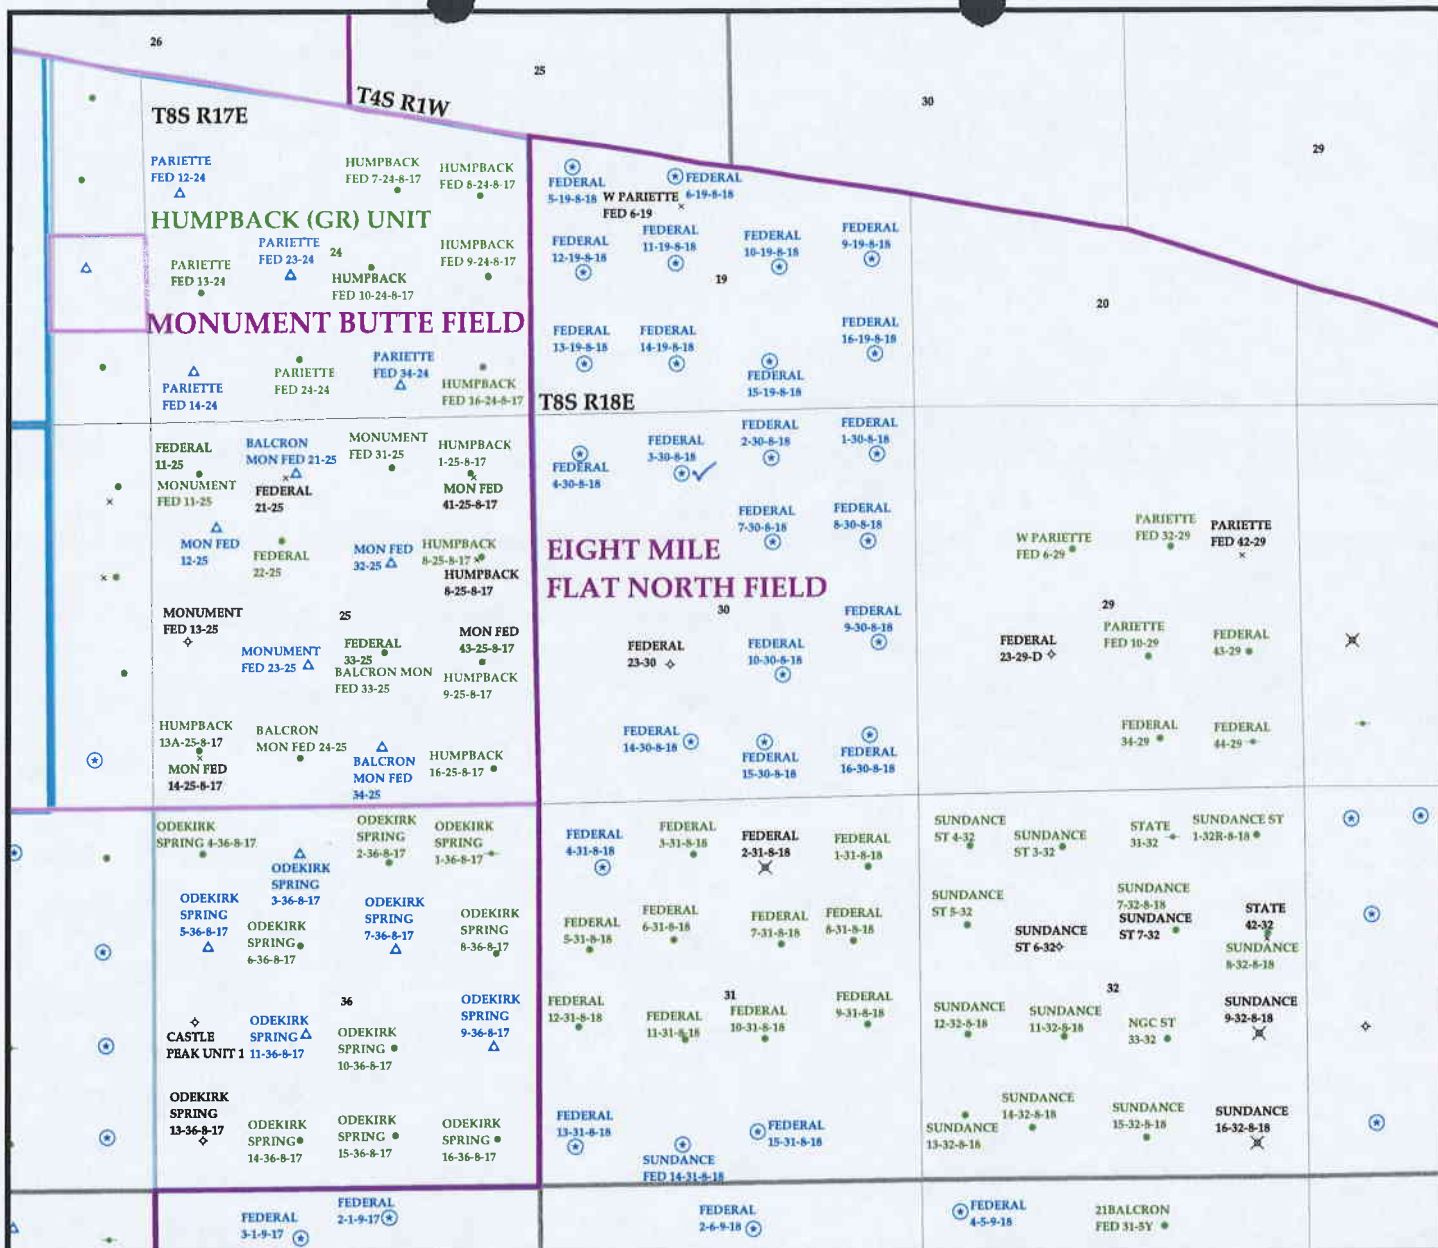 26
25
30
29
T8S R17E
T4S R1W
PARIETTE
FED 12-24
HUMPBACK
FED 7-24-8-17
HUMPBACK
FED 8-24-8-17
HUMPBACK (GR) UNIT
PARIETTE
FED 13-24
PARIETTE
FED 23-24
24
HUMPBACK
FED 10-24-8-17
HUMPBACK
FED 9-24-8-17
MONUMENT BUTTE FIELD
PARIETTE
FED 14-24
PARIETTE
FED 24-24
PARIETTE
FED 34-24
HUMPBACK
FED 16-24-8-17
FEDERAL
5-19-8-18
W PARIETTE
FED 6-19
FEDERAL
6-19-8-18
FEDERAL
12-19-8-18
FEDERAL
11-19-8-18
FEDERAL
10-19-8-18
FEDERAL
9-19-8-18
19
20
FEDERAL
13-19-8-18
FEDERAL
14-19-8-18
FEDERAL
15-19-8-18
FEDERAL
16-19-8-18
T8S R18E
FEDERAL
11-25
MONUMENT
FED 11-25
BALCRON
MON FED 21-25
FEDERAL
21-25
MONUMENT
FED 31-25
HUMPBACK
1-25-8-17
MON FED
41-25-8-17
MON FED
12-25
FEDERAL
22-25
MON FED
32-25
HUMPBACK
8-25-8-17
HUMPBACK
8-25-8-17
MONUMENT
FED 13-25
25
MONUMENT
FED 23-25
FEDERAL
33-25
BALCRON MON
FED 33-25
MON FED
43-25-8-17
HUMPBACK
9-25-8-17
HUMPBACK
13A-25-8-17
MON FED
14-25-8-17
BALCRON
MON FED 24-25
BALCRON
MON FED
34-25
HUMPBACK
16-25-8-17
FEDERAL
4-30-8-18
FEDERAL
3-30-8-18
FEDERAL
2-30-8-18
FEDERAL
1-30-8-18
FEDERAL
7-30-8-18
FEDERAL
8-30-8-18
EIGHT MILE
FLAT NORTH FIELD
30
FEDERAL
23-30
FEDERAL
10-30-8-18
FEDERAL
9-30-8-18
FEDERAL
14-30-8-18
FEDERAL
15-30-8-18
FEDERAL
16-30-8-18
W PARIETTE
FED 6-29
PARIETTE
FED 32-29
PARIETTE
FED 42-29
29
FEDERAL
23-29-D
PARIETTE
FED 10-29
FEDERAL
43-29
FEDERAL
34-29
FEDERAL
44-29
ODEKIRK
SPRING 4-36-8-17
ODEKIRK
SPRING
3-36-8-17
ODEKIRK
SPRING
2-36-8-17
ODEKIRK
SPRING
1-36-8-17
ODEKIRK
SPRING
5-36-8-17
ODEKIRK
SPRING
6-36-8-17
ODEKIRK
SPRING
7-36-8-17
ODEKIRK
SPRING
8-36-8-17
36
CASTLE
PEAK UNIT 1
ODEKIRK
SPRING
11-36-8-17
ODEKIRK
SPRING
10-36-8-17
ODEKIRK
SPRING
9-36-8-17
ODEKIRK
SPRING
13-36-8-17
ODEKIRK
SPRING
14-36-8-17
ODEKIRK
SPRING
15-36-8-17
ODEKIRK
SPRING
16-36-8-17
FEDERAL
4-31-8-18
FEDERAL
3-31-8-18
FEDERAL
2-31-8-18
FEDERAL
1-31-8-18
FEDERAL
5-31-8-18
FEDERAL
6-31-8-18
FEDERAL
7-31-8-18
FEDERAL
8-31-8-18
31
FEDERAL
12-31-8-18
FEDERAL
11-31-8-18
FEDERAL
10-31-8-18
FEDERAL
9-31-8-18
FEDERAL
13-31-8-18
SUNDANCE
FED 14-31-8-18
FEDERAL
15-31-8-18
SUNDANCE
ST 4-32
SUNDANCE
ST 3-32
STATE
31-32
SUNDANCE ST
1-32R-8-18
SUNDANCE
ST 5-32
SUNDANCE
ST 6-32
SUNDANCE
7-32-8-18
SUNDANCE
ST 7-32
STATE
42-32
SUNDANCE
8-32-8-18
32
SUNDANCE
12-32-8-18
SUNDANCE
11-32-8-18
NGC ST
33-32
SUNDANCE
9-32-8-18
SUNDANCE
13-32-8-18
SUNDANCE
14-32-8-18
SUNDANCE
15-32-8-18
SUNDANCE
16-32-8-18
FEDERAL
3-1-9-17
FEDERAL
2-1-9-17
FEDERAL
2-6-9-18
FEDERAL
4-5-9-18
21BALCRON
FED 31-5Y